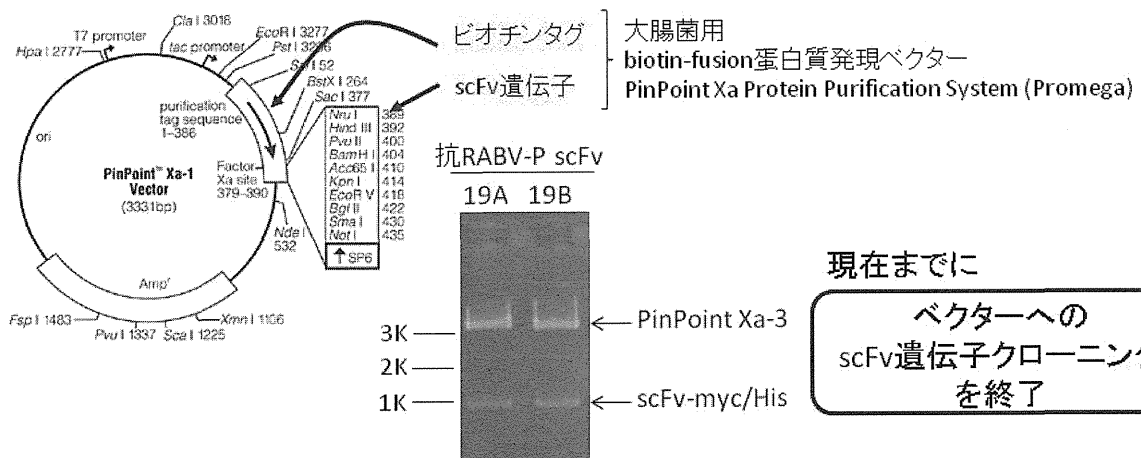 Cla I 3018
T7 promoter
Hpa I 2777
tac promoter
EcoR I 3277
Pst I 3296
Sal I 52
BstX I 264
Sac I 377
purification
tag sequence
1–386
ori
Factor
Xa site
379–390
PinPoint™ Xa-1
Vector
(3331bp)
Nru I 389
Hind III 392
Pvu II 400
BamH I 404
Acc65 I 410
Kpn I 414
EcoR V 418
Bgl II 422
Sma I 430
Not I 435
↑ SP6
Nde I
532
Ampʳ
Fsp I 1483
Pvu I 1337
Sca I 1225
Xmn I 1106
ビオチンタグ
scFv遺伝子
大腸菌用
biotin-fusion蛋白質発現ベクター
PinPoint Xa Protein Purification System (Promega)
抗RABV-P scFv
19A 19B
3K
2K
1K
PinPoint Xa-3
scFv-myc/His
現在までに
ベクターへの
scFv遺伝子クローニング
を終了